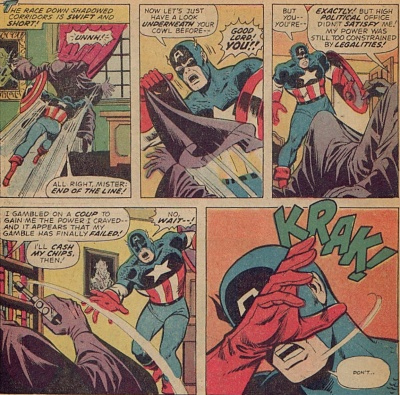 THE RACE DOWN SHADOWED
CORRIDORS IS SWIFT AND
SHORT!
UNNH!
ALL RIGHT, MISTER:
END OF THE LINE!
NOW LET'S JUST
HAVE A LOOK
UNDERNEATH YOUR
COWL BEFORE--
GOOD
LORD!
YOU!!
BUT
YOU--
YOU'RE--
EXACTLY! BUT HIGH
POLITICAL OFFICE
DIDN'T SATISFY ME! MY
POWER WAS
STILL TOO CONSTRAINED
BY LEGALITIES!
I GAMBLED ON A COUP TO
GAIN ME THE POWER I CRAVED--
AND IT APPEARS THAT MY
GAMBLE HAS FINALLY FAILED!
I'LL CASH
MY CHIPS,
THEN!
NO,
WAIT--!
KRAK!
DON'T...